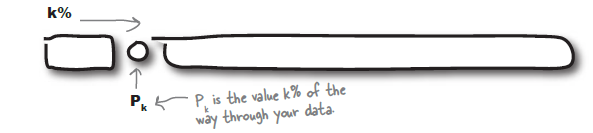 k%
Pk
Pk is the value k% of the
way through your data.